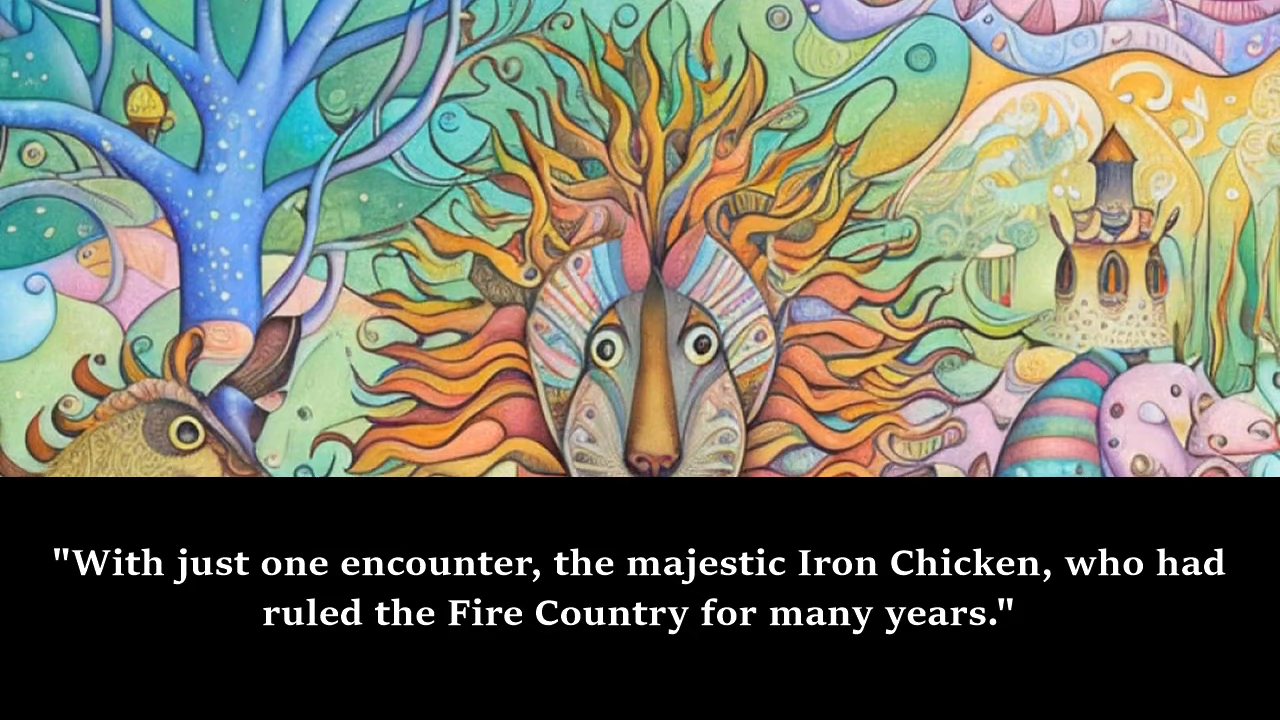 "With just one encounter, the majestic Iron Chicken, who had
ruled the Fire Country for many years."